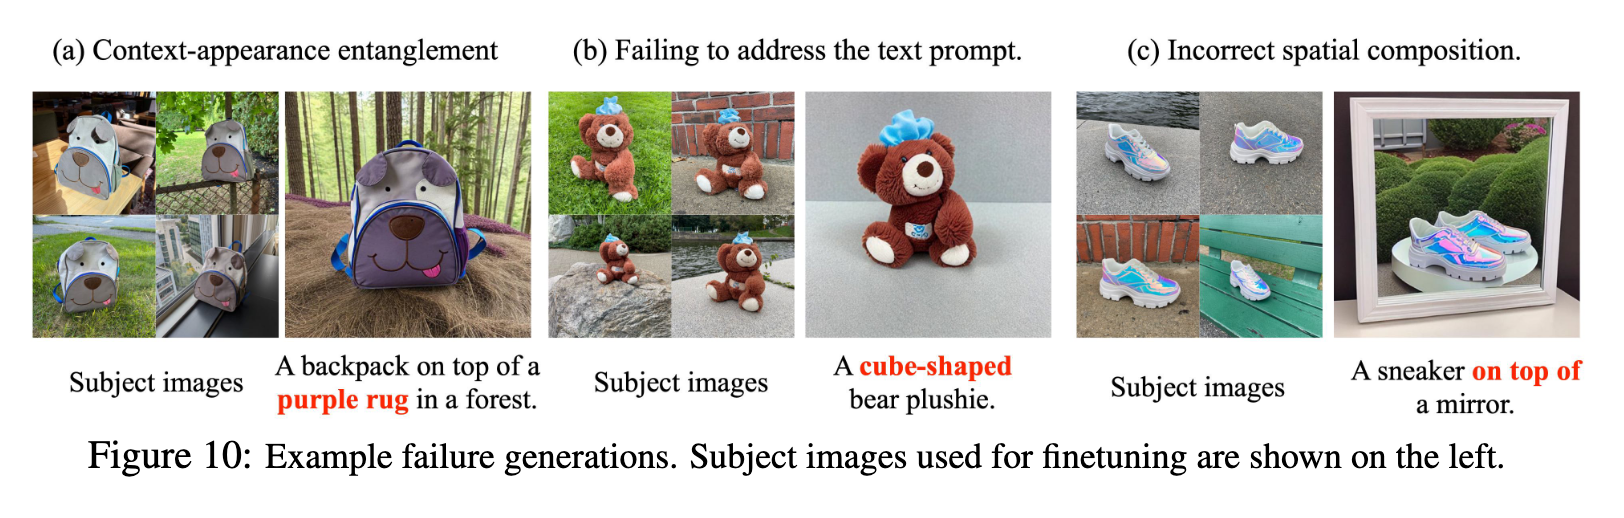 (a) Context-appearance entanglement
(b) Failing to address the text prompt.
(c) Incorrect spatial composition.
Subject images
A backpack on top of a
purple rug in a forest.
Subject images
A cube-shaped
bear plushie.
Subject images
A sneaker on top of
a mirror.
Figure 10: Example failure generations. Subject images used for finetuning are shown on the left.